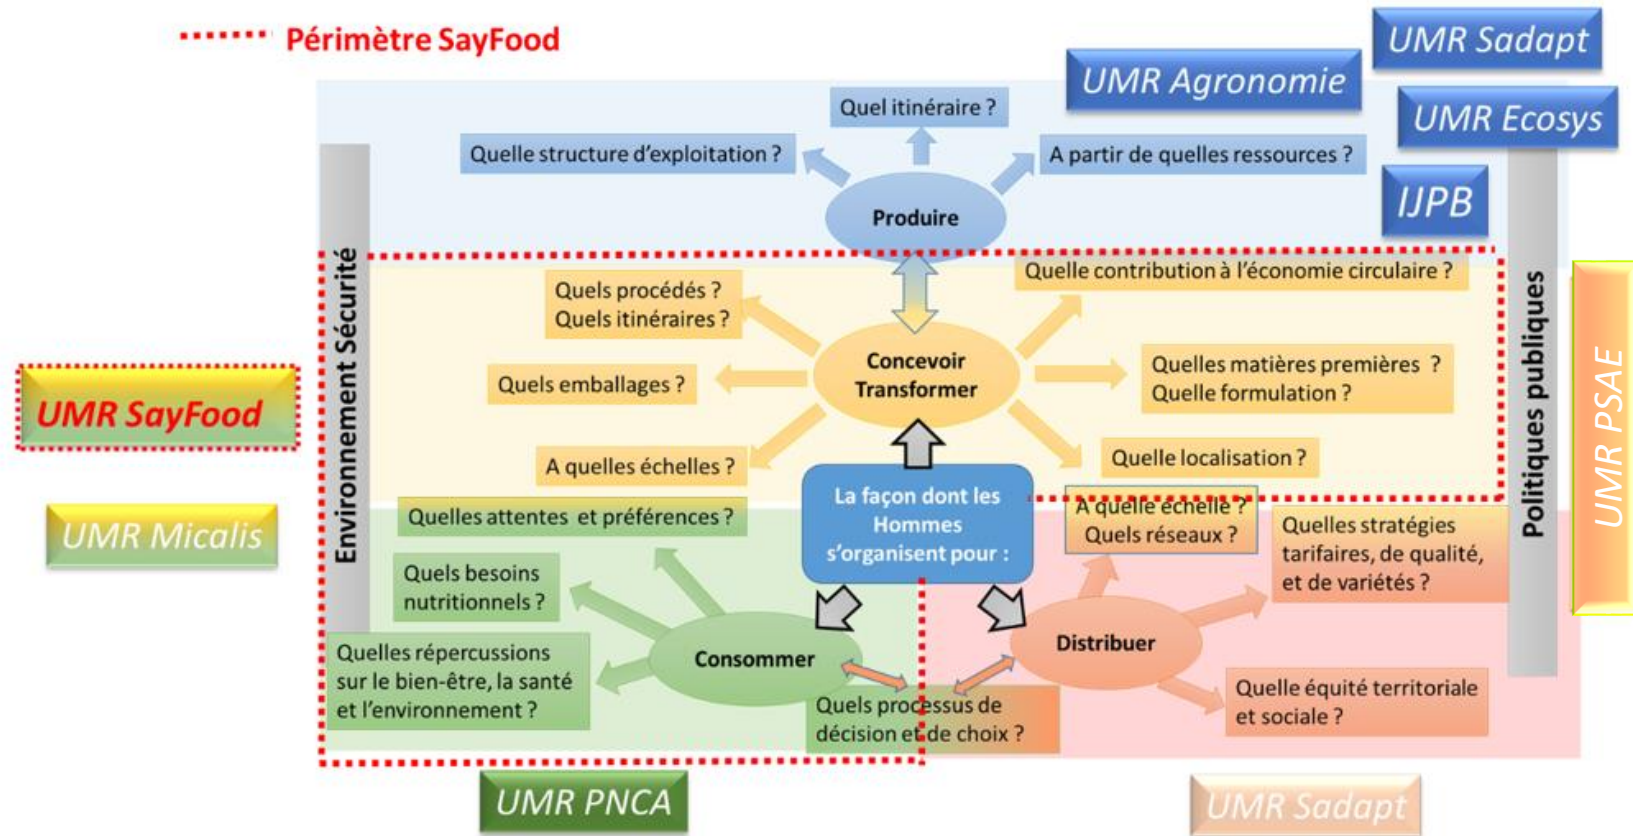 Périmètre SayFood
UMR Sadapt
UMR Agronomie
UMR Ecosys
IJPB
Quel itinéraire ?
Quelle structure d'exploitation ?
A partir de quelles ressources ?
Produire
Environnement Sécurité
Politiques publiques
UMR PSAE
Quels procédés ?
Quels itinéraires ?
Quelle contribution à l'économie circulaire ?
Concevoir
Transformer
Quels emballages ?
Quelles matières premières ?
Quelle formulation ?
A quelles échelles ?
Quelle localisation ?
UMR SayFood
UMR Micalis
La façon dont les
Hommes
s'organisent pour :
Quelles attentes et préférences ?
Quels besoins
nutritionnels ?
Quelles répercussions
sur le bien-être, la santé
et l'environnement ?
Consommer
A quelle échelle ?
Quels réseaux ?
Quelles stratégies
tarifaires, de qualité,
et de variétés ?
Distribuer
Quels processus de
décision et de choix ?
Quelle équité territoriale
et sociale ?
UMR PNCA
UMR Sadapt